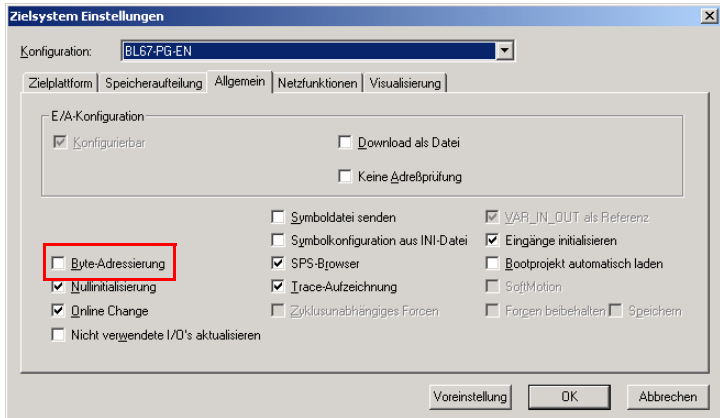 Zielsystem Einstellungen
Konfiguration: BL67-PG-EN
Zielplattform Speicheraufteilung Allgemein Netzfunktionen Visualisierung
E/A-Konfiguration
Konfigurierbar Download als Datei
Keine Adreßprüfung
Symboldatei senden VAR_IN_OUT als Referenz
Symbolkonfiguration aus INI-Datei Eingänge initialisieren
Byte-Adressierung SPS-Browser Bootprojekt automatisch laden
Nullinitialisierung Trace-Aufzeichnung SoftMotion
Online Change Zyklusunabhängiges Forcen Forcen beibehalten Speichern
Nicht verwendete I/O's aktualisieren
Voreinstellung OK Abbrechen